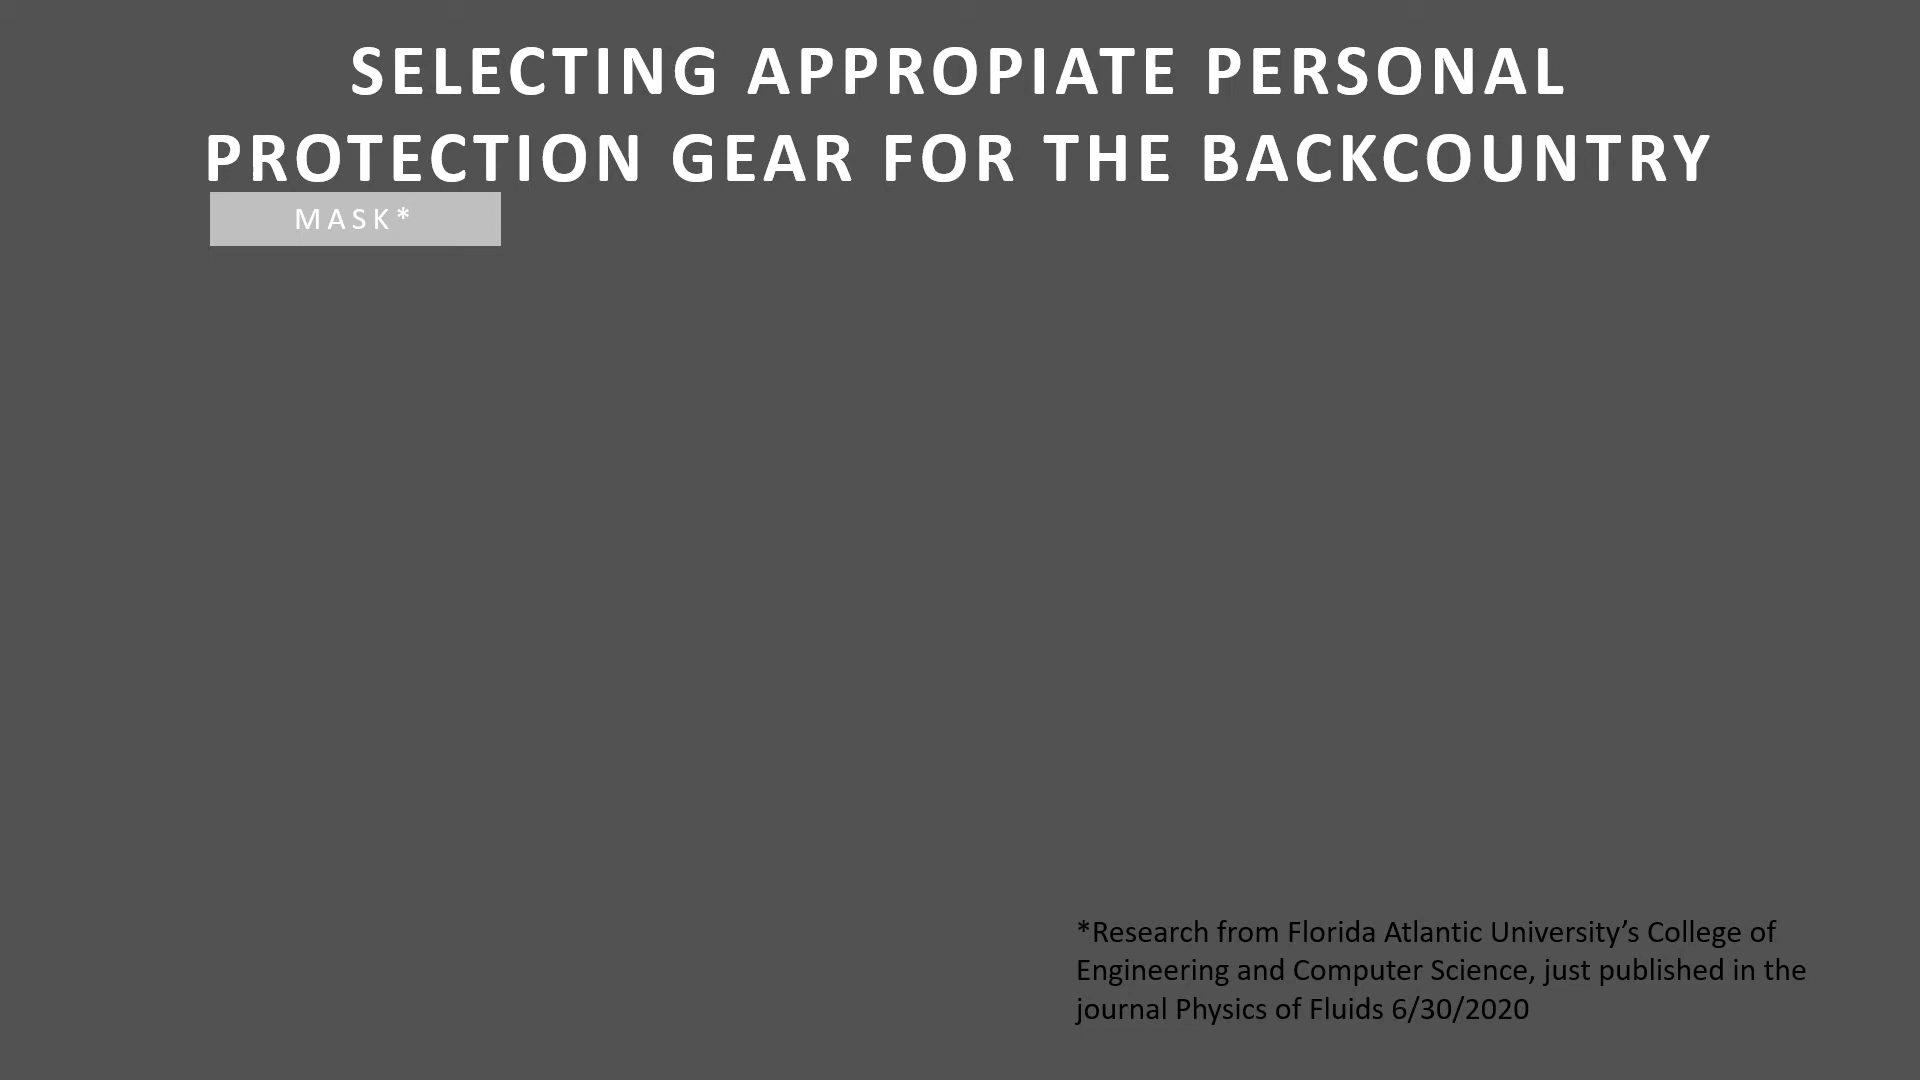 SELECTING APPROPIATE PERSONAL
PROTECTION GEAR FOR THE BACKCOUNTRY
MASK*
*Research from Florida Atlantic University’s College of
Engineering and Computer Science, just published in the
journal Physics of Fluids 6/30/2020